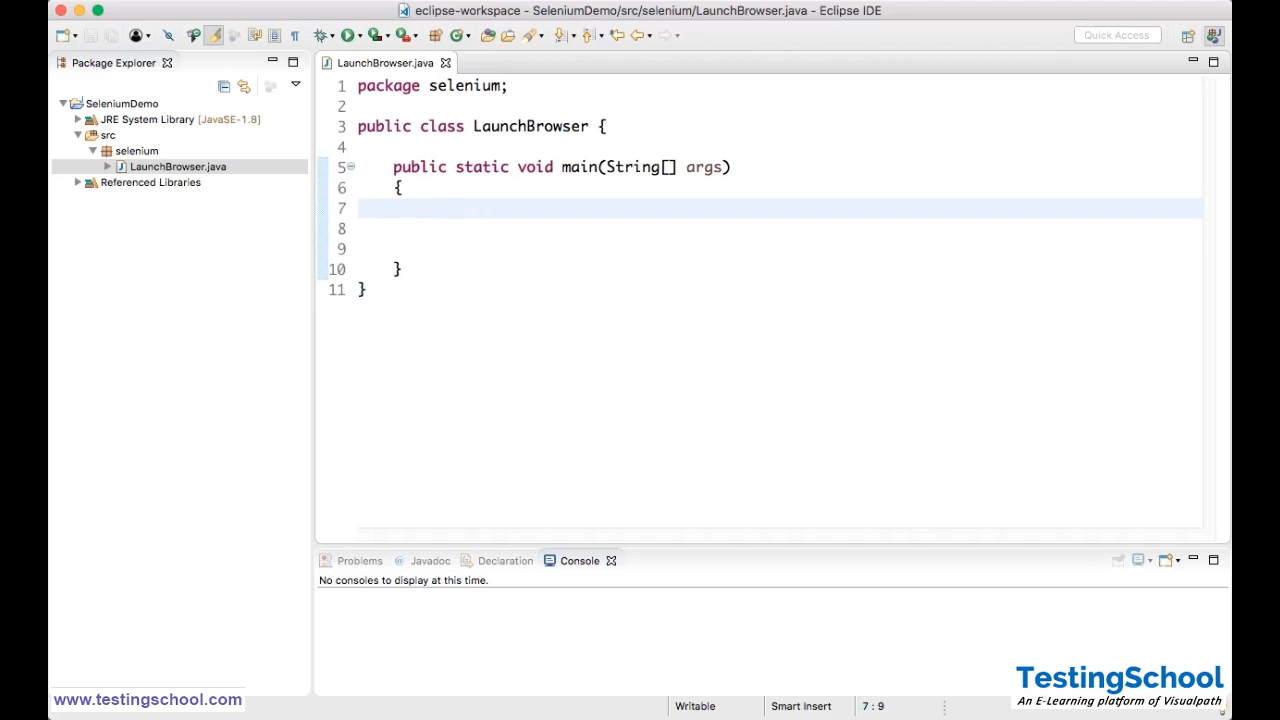 eclipse-workspace - SeleniumDemo/src/selenium/LaunchBrowser.java - Eclipse IDE
Quick Access
Package Explorer
SeleniumDemo
JRE System Library [JavaSE-1.8]
src
selenium
LaunchBrowser.java
Referenced Libraries
LaunchBrowser.java
1 package selenium;
2
3 public class LaunchBrowser {
4
5 public static void main(String[] args)
6 {
7
8
9
10 }
11 }
Problems @ Javadoc Declaration Console
No consoles to display at this time.
TestingSchool
An E-Learning platform of Visualpath
www.testingschool.com
Writable Smart Insert 7 : 9